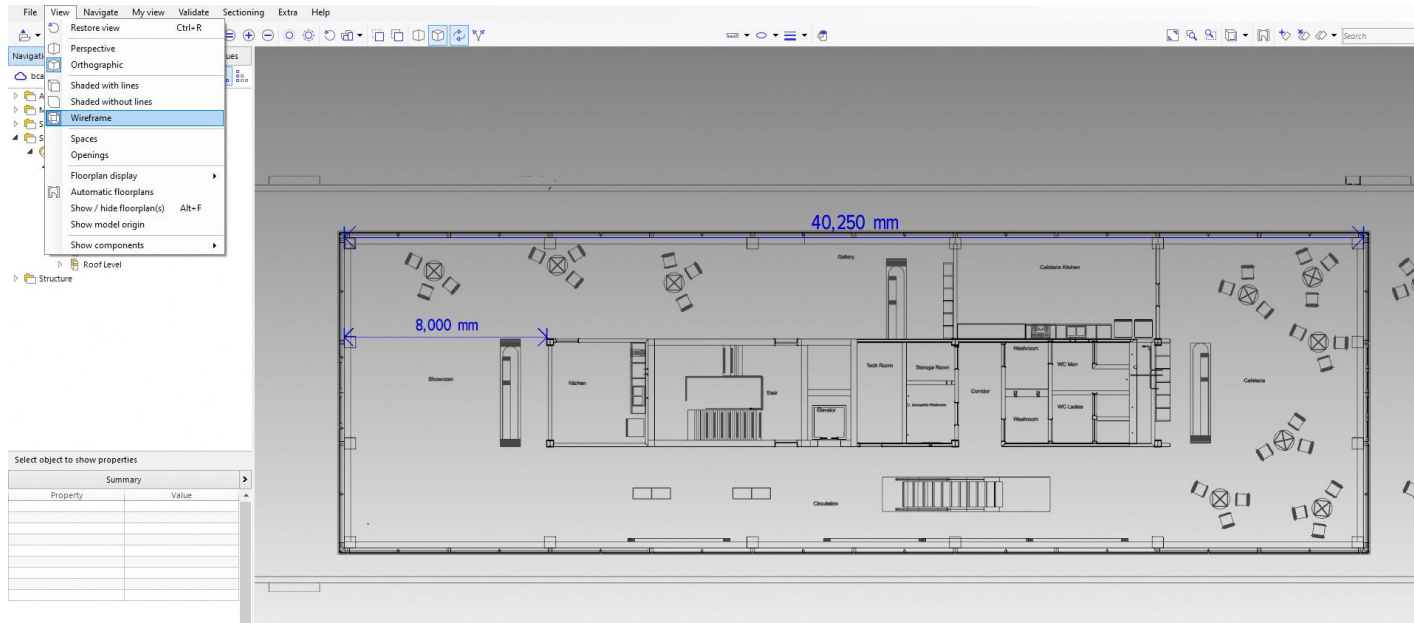 File View Navigate My view Validate Sectioning Extra Help
Restore view Ctrl+R
Perspective
Orthographic
Shaded with lines
Shaded without lines
Wireframe
Spaces
Openings
Floorplan display
Automatic floorplans
Show / hide floorplan(s) Alt+F
Show model origin
Show components
Search
Navigati
ues
bca
A
M
S
S
Roof Level
Structure
Select object to show properties
Summary
Property Value
40,250 mm
Gallery
Cafeteria Kitchen
8,000 mm
Showroom
Kitchen
Stair
Elevator
Tech Room
Storage Room
Corridor
Washroom
WC Men
WC Ladies
Washroom
Cafeteria
Circulation